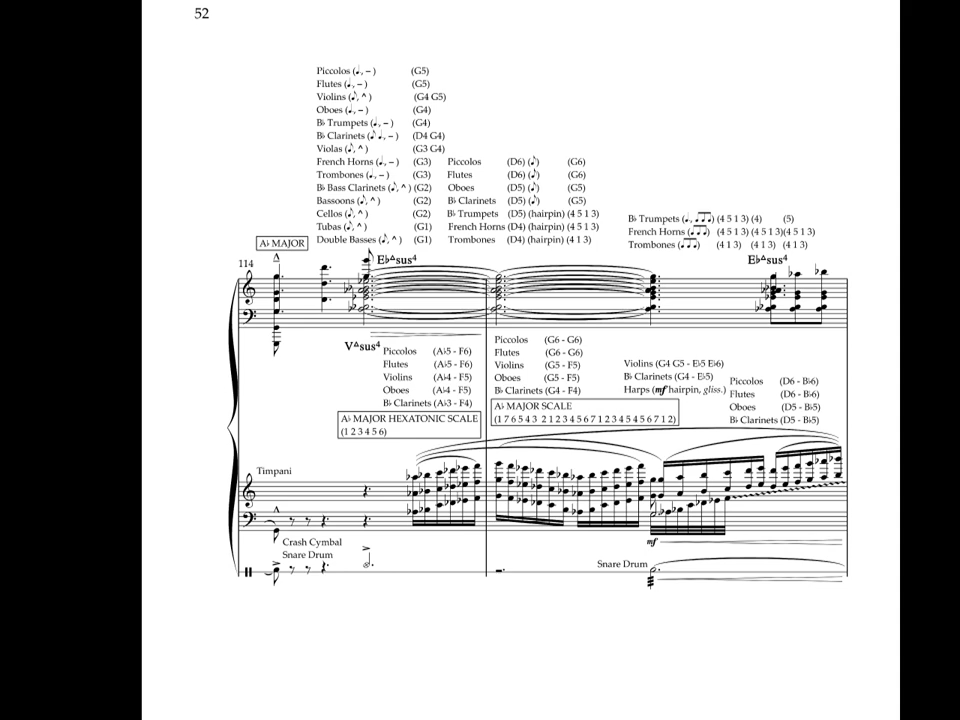 52
Piccolos (♩., – ) (G5)
Flutes (♩., – ) (G5)
Violins (♪, ^ ) (G4 G5)
Oboes (♩., – ) (G4)
B♭ Trumpets (♩., – ) (G4)
B♭ Clarinets (♪ ♩., – ) (D4 G4)
Violas (♪, ^ ) (G3 G4)
French Horns (♩., – ) (G3)
Trombones (♩., – ) (G3)
B♭ Bass Clarinets (♪, ^ ) (G2)
Bassoons (♪, ^ ) (G2)
Cellos (♪, ^ ) (G2)
Tubas (♪, ^ ) (G1)
Double Basses (♪, ^ ) (G1)
Piccolos (D6) (♪) (G6)
Flutes (D6) (♪) (G6)
Oboes (D5) (♪) (G5)
B♭ Clarinets (D5) (♪) (G5)
B♭ Trumpets (D5) (hairpin) (4 5 1 3)
French Horns (D4) (hairpin) (4 5 1 3)
Trombones (D4) (hairpin) (4 1 3)
B♭ Trumpets (♩., ♫♪) (4 5 1 3) (4) (5)
French Horns (♫♪) (4 5 1 3) (4 5 1 3)(4 5 1 3)
Trombones (♫♪) (4 1 3) (4 1 3) (4 1 3)
A♭ MAJOR
114
E♭△sus⁴
E♭△sus⁴
V△sus⁴
Piccolos (A♭5 - F6)
Flutes (A♭5 - F6)
Violins (A♭4 - F5)
Oboes (A♭4 - F5)
B♭ Clarinets (A♭3 - F4)
A♭ MAJOR HEXATONIC SCALE
(1 2 3 4 5 6)
Piccolos (G6 - G6)
Flutes (G6 - G6)
Violins (G5 - F5)
Oboes (G5 - F5)
B♭ Clarinets (G4 - F4)
A♭ MAJOR SCALE
(1 7 6 5 4 3 2 1 2 3 4 5 6 7 1 2 3 4 5 4 5 6 7 1 2)
Violins (G4 G5 - E♭5 E♭6)
B♭ Clarinets (G4 - E♭5)
Harps (mf hairpin, gliss.)
Piccolos (D6 - B♭6)
Flutes (D6 - B♭6)
Oboes (D5 - B♭5)
B♭ Clarinets (D5 - B♭5)
Timpani
Crash Cymbal
Snare Drum
mf
Snare Drum